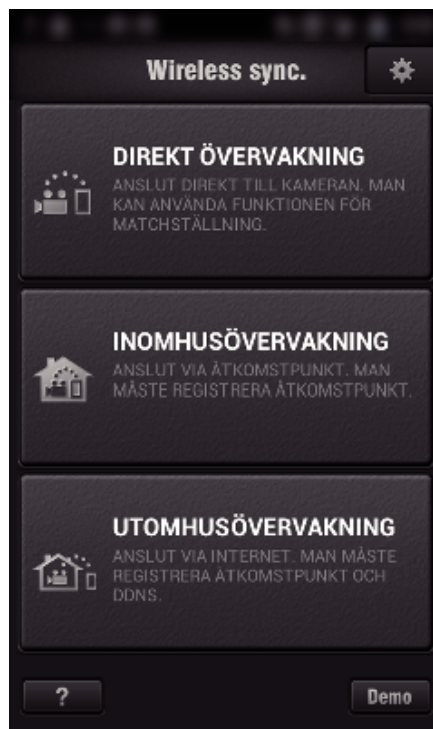 Wireless sync.
DIREKT ÖVERVAKNING
ANSLUT DIREKT TILL KAMERAN. MAN
KAN ANVÄNDA FUNKTIONEN FÖR
MATCHSTÄLLNING.
INOMHUSÖVERVAKNING
ANSLUT VIA ÅTKOMSTPUNKT. MAN
MÅSTE REGISTRERA ÅTKOMSTPUNKT.
UTOMHUSÖVERVAKNING
ANSLUT VIA INTERNET. MAN MÅSTE
REGISTRERA ÅTKOMSTPUNKT OCH
DDNS.
?
Demo